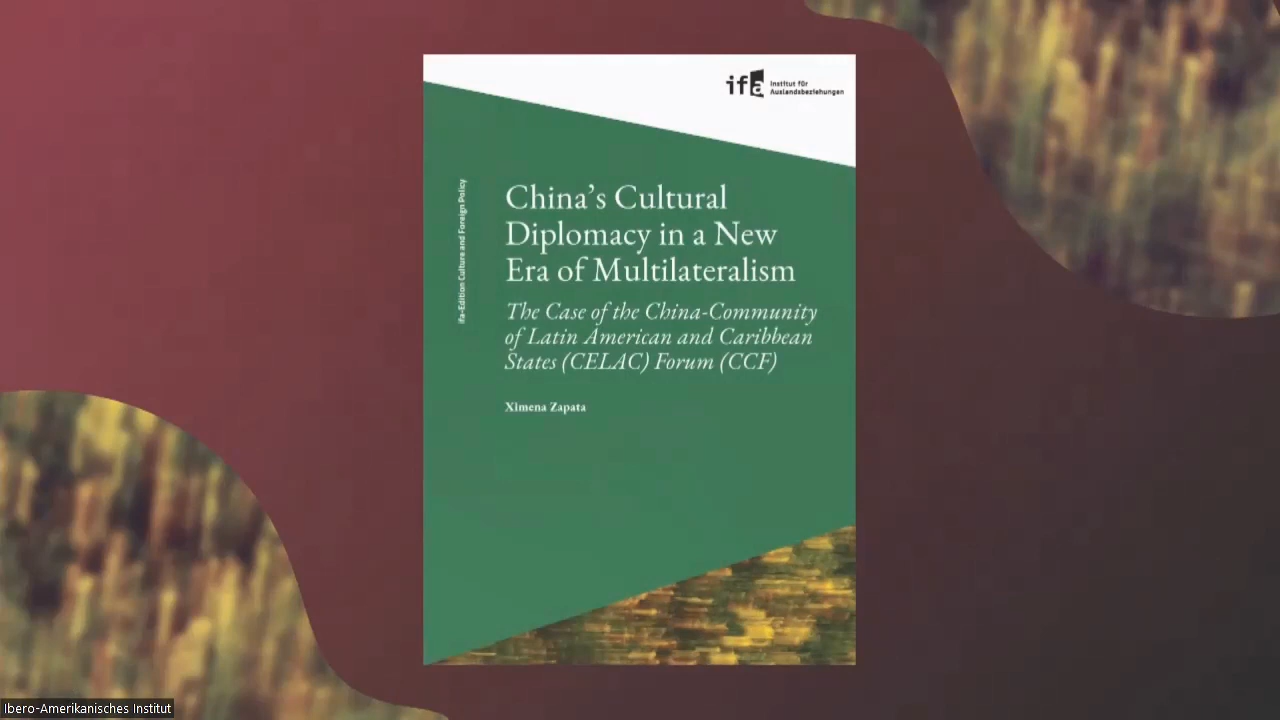 ifa
Institut für
Auslandsbeziehungen
ifa-Edition Culture and Foreign Policy
China's Cultural
Diplomacy in a New
Era of Multilateralism
The Case of the China-Community
of Latin American and Caribbean
States (CELAC) Forum (CCF)
Ximena Zapata
Ibero-Amerikanisches Institut